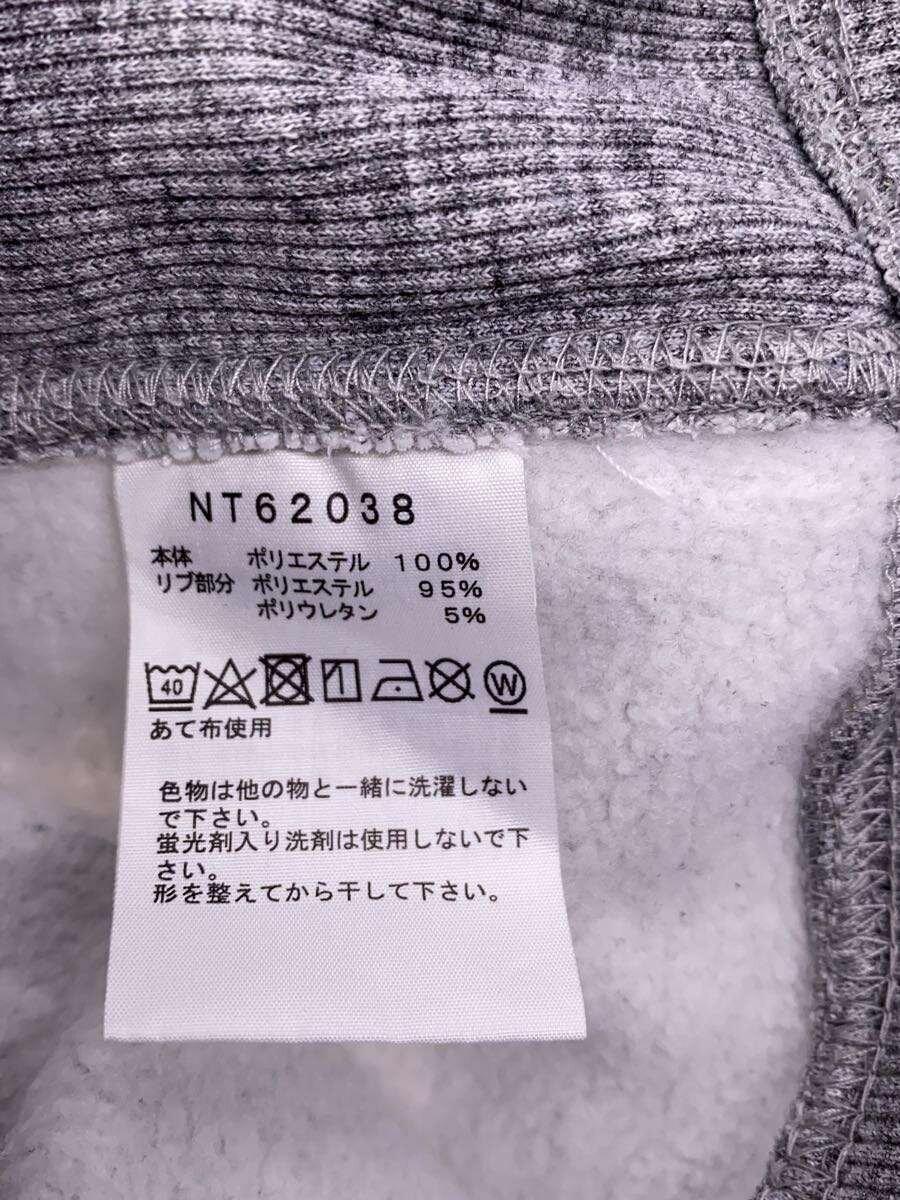 NT62038
本体 ポリエステル 100%
リブ部分 ポリエステル 95%
ポリウレタン 5%
40 W
あて布使用
色物は他の物と一緒に洗濯しない
で下さい。
蛍光剤入り洗剤は使用しないで下
さい。
形を整えてから干して下さい。